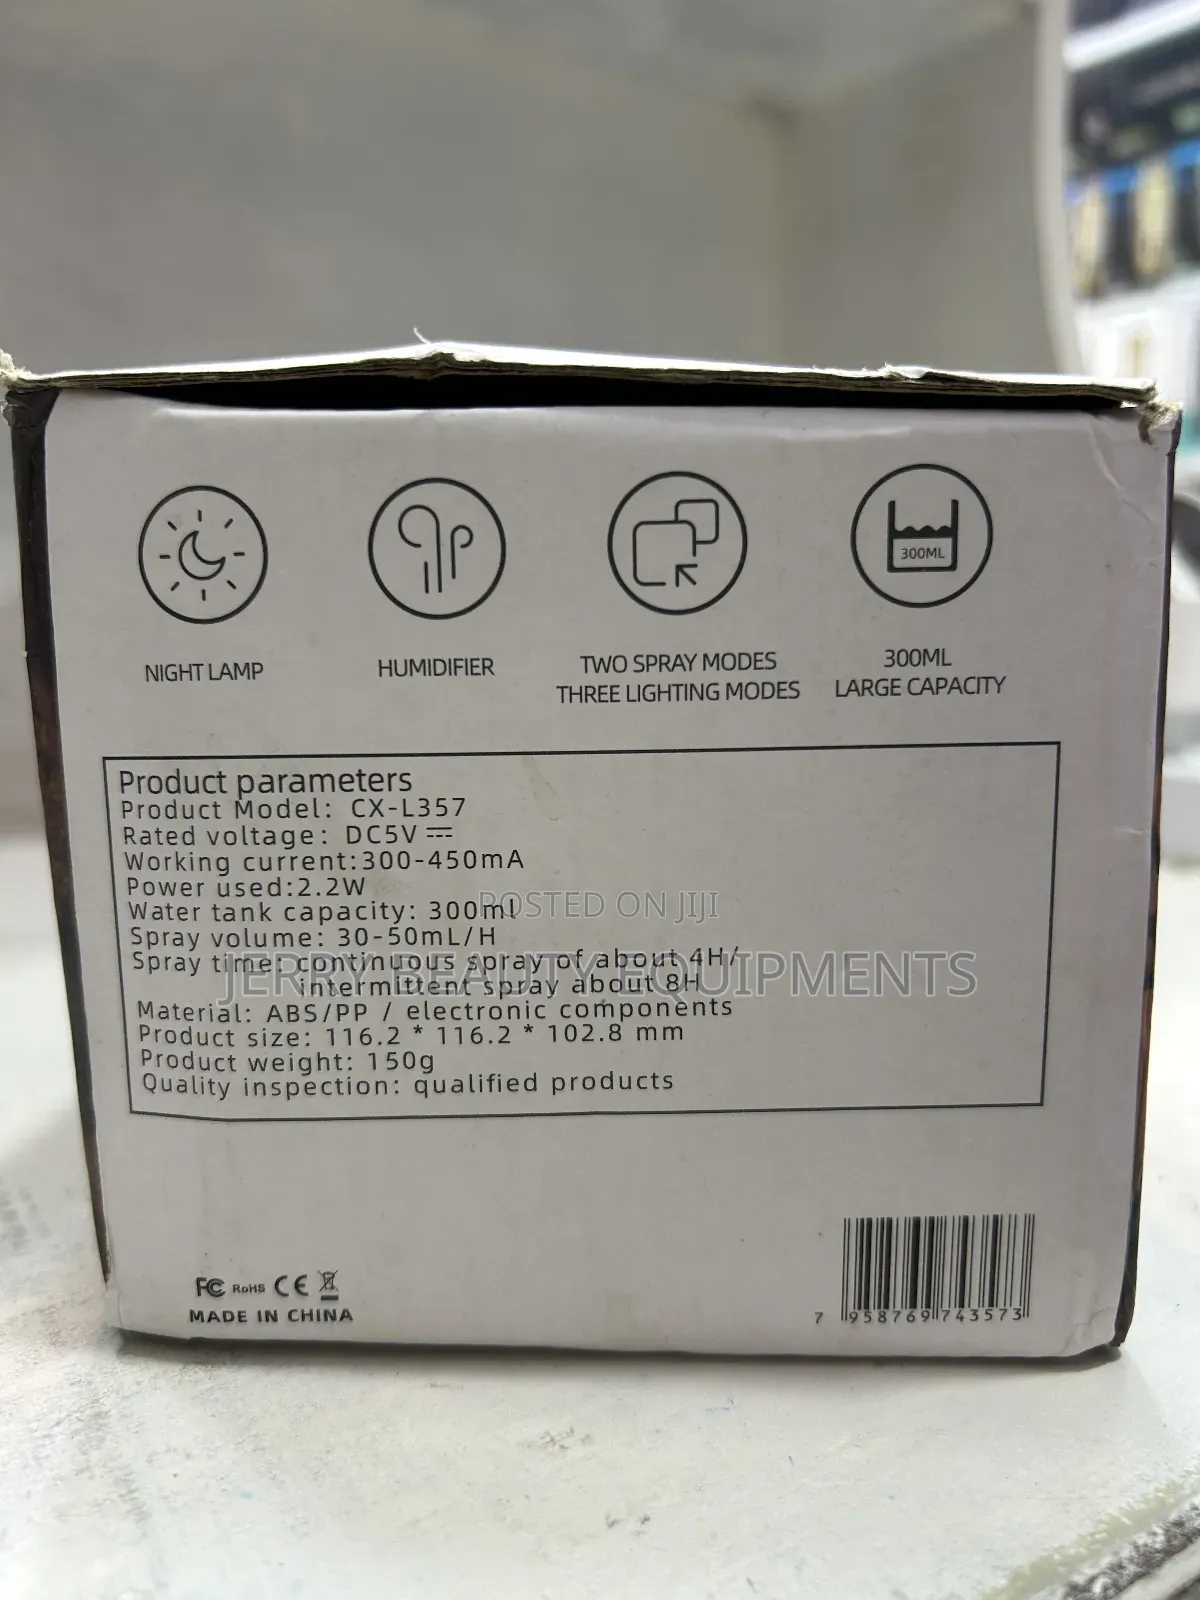 300ML
NIGHT LAMP
HUMIDIFIER
TWO SPRAY MODES
THREE LIGHTING MODES
300ML
LARGE CAPACITY
Product parameters
Product Model: CX-L357
Rated voltage: DC5V
Working current:300-450mA
Power used:2.2W
Water tank capacity: 300ml
POSTED ON JIJI
Spray volume: 30-50mL/H
Spray time: continuous spray of about 4H/
intermittent spray about 8H
JERRY BEAUTY EQUIPMENTS
Material: ABS/PP / electronic components
Product size: 116.2 * 116.2 * 102.8 mm
Product weight: 150g
Quality inspection: qualified products
FC RoHS CE
MADE IN CHINA
7 958769 743573